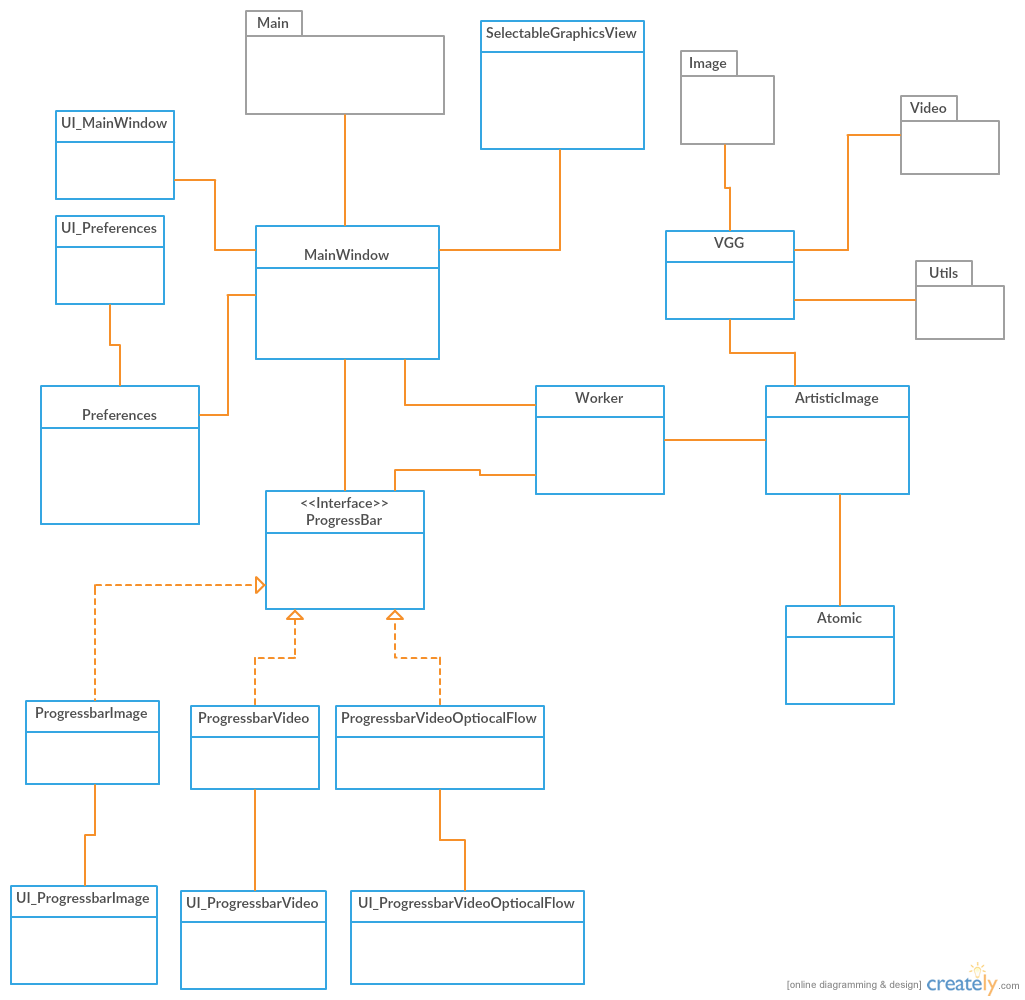 Main
SelectableGraphicsView
Image
Video
UI_MainWindow
UI_Preferences
MainWindow
VGG
Utils
Preferences
Worker
ArtisticImage
<<Interface>>
ProgressBar
Atomic
ProgressbarImage
ProgressbarVideo
ProgressbarVideoOptiocalFlow
UI_ProgressbarImage
UI_ProgressbarVideo
UI_ProgressbarVideoOptiocalFlow
[online diagramming & design] creately.com